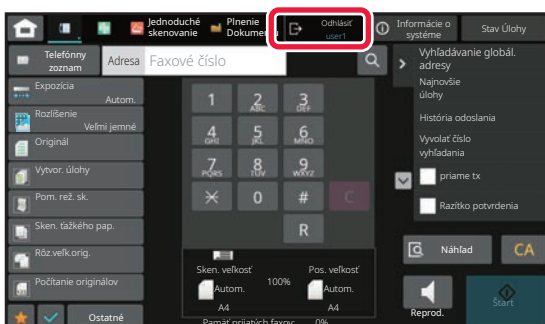 Jednoduché skenovanie
Plnenie Dokumentu
Odhlásiť
user1
Informácie o systéme
Stav Úlohy
Telefónny zoznam
Adresa
Faxové číslo
Vyhľadávanie globál. adresy
Expozícia
Autom.
Najnovšie úlohy
Rozlíšenie
Veľmi jemné
História odoslania
Originál
Vyvolať číslo vyhľadania
Vytvor. úlohy
priame tx
Pom. rež. sk.
Razítko potvrdenia
Sken. ťažkého pap.
Rôz.veľk.orig.
Počítanie originálov
Ostatné
1
2 ABC
3 DEF
4 GHI
5 JKL
6 MNO
7 PQRS
8 TUV
9 WXYZ
0
#
C
R
Sken. veľkosť
Pos. veľkosť
100%
Autom.
Autom.
A4
A4
Pamäť prijatých faxov: 0%
Náhľad
CA
Reprod.
Štart